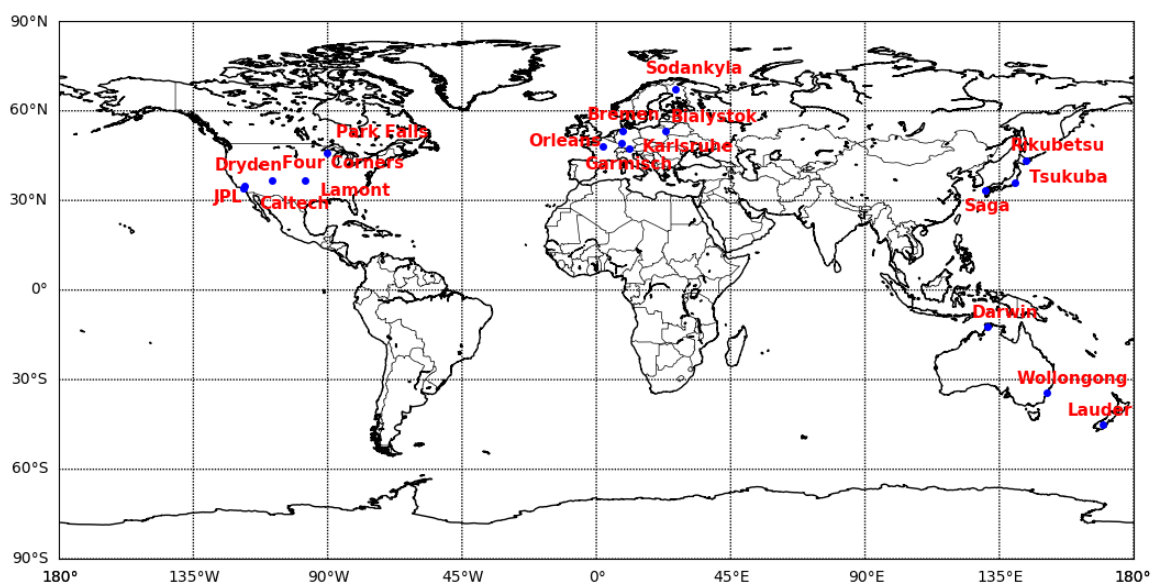 90°N
Sodankyla
60°N
Bremen
Bialystok
Park Falls
Orleans
Karlsruhe
Rikubetsu
Dryden
Four Corners
Garmisch
Tsukuba
JPL
Caltech
Lamont
Saga
30°N
0°
Darwin
30°S
Wollongong
Lauder
60°S
90°S
180°
135°W
90°W
45°W
0°
45°E
90°E
135°E
180°